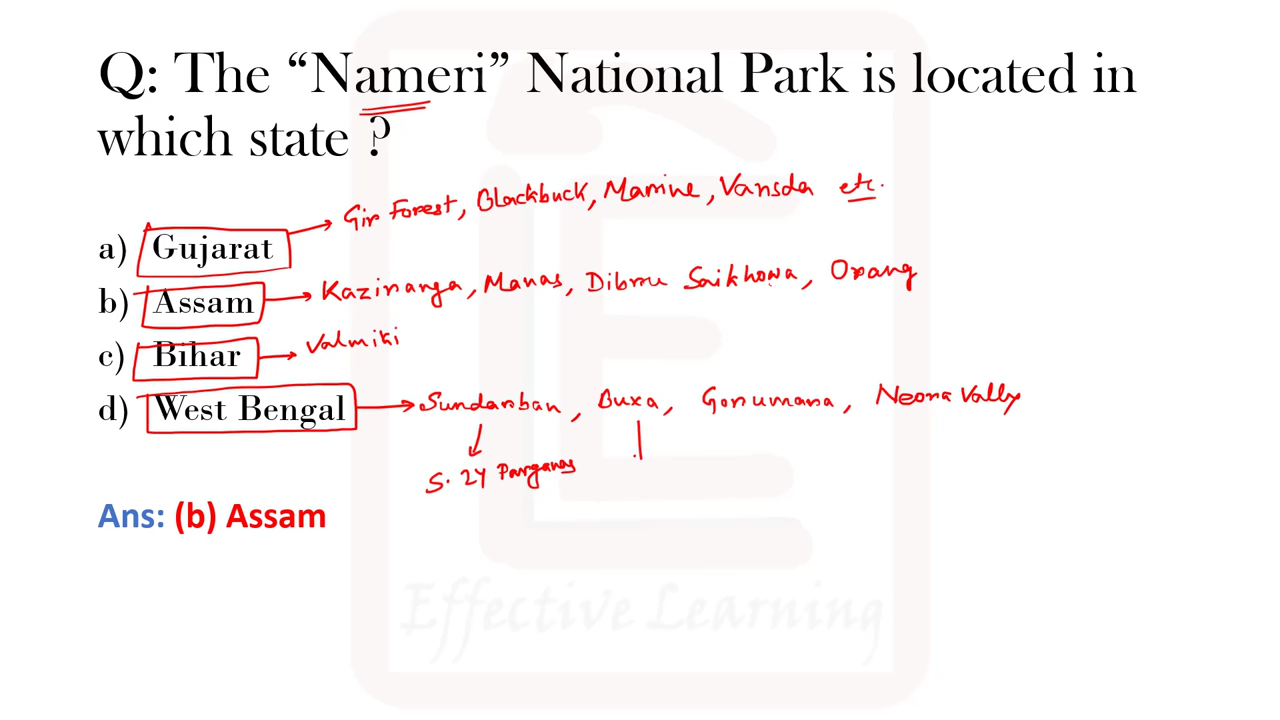 Q: The “Nameri” National Park is located in
which state ?
Gir Forest, Blackbuck, Marine, Vansda etc.
a) Gujarat
b) Assam → Kaziranga, Manas, Dibru Saikhowa, Orang
c) Bihar → Valmiki
d) West Bengal → Sundarban, Buxa, Gorumara, Neora Vally
S. 24 Parganas
Ans: (b) Assam
Effective Learning